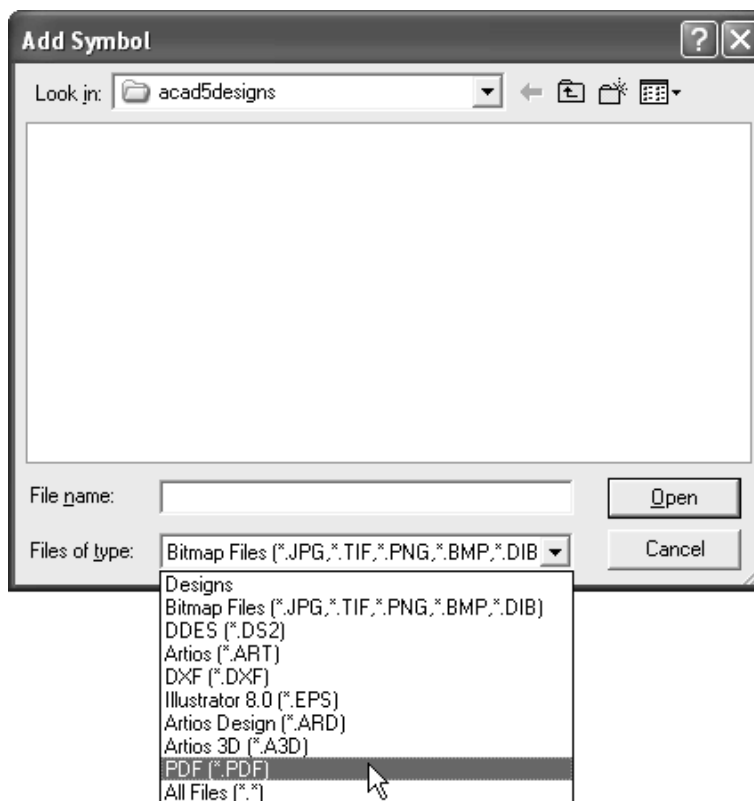 Add Symbol
Look in: acad5designs
File name: Open
Files of type: Bitmap Files (*.JPG,*.TIF,*.PNG,*.BMP,*.DIB Cancel
Designs
Bitmap Files (*.JPG,*.TIF,*.PNG,*.BMP,*.DIB)
DDES (*.DS2)
Artios (*.ART)
DXF (*.DXF)
Illustrator 8.0 (*.EPS)
Artios Design (*.ARD)
Artios 3D (*.A3D)
PDF (*.PDF)
All Files (*.*)